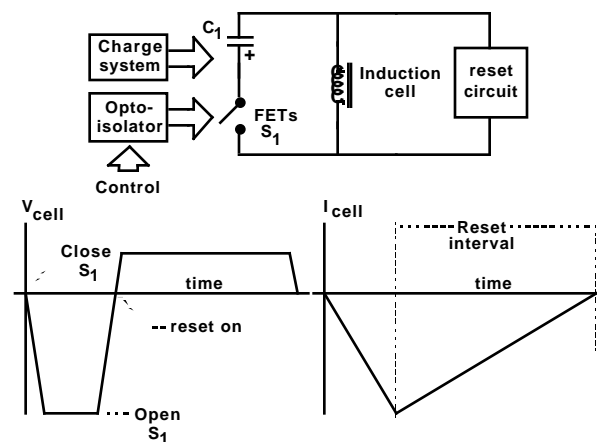 C1
+
Charge
system
Opto-
isolator
Control
FETs
S1
Induction
cell
reset
circuit
Vcell
Close
S1
time
reset on
Open
S1
Icell
Reset
interval
time